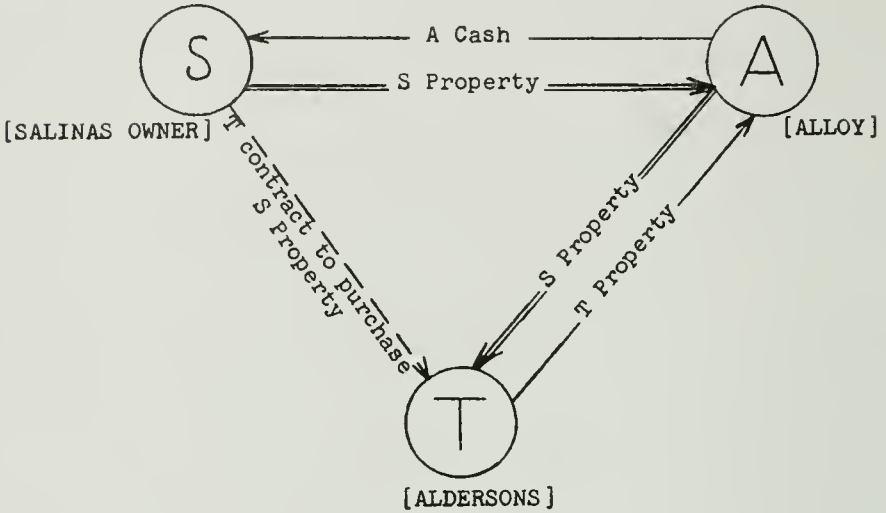 S
A Cash
A
S Property
[SALINAS OWNER]
[ALLOY]
T contract to purchase
S Property
S Property
T Property
T
[ALDERSONS]